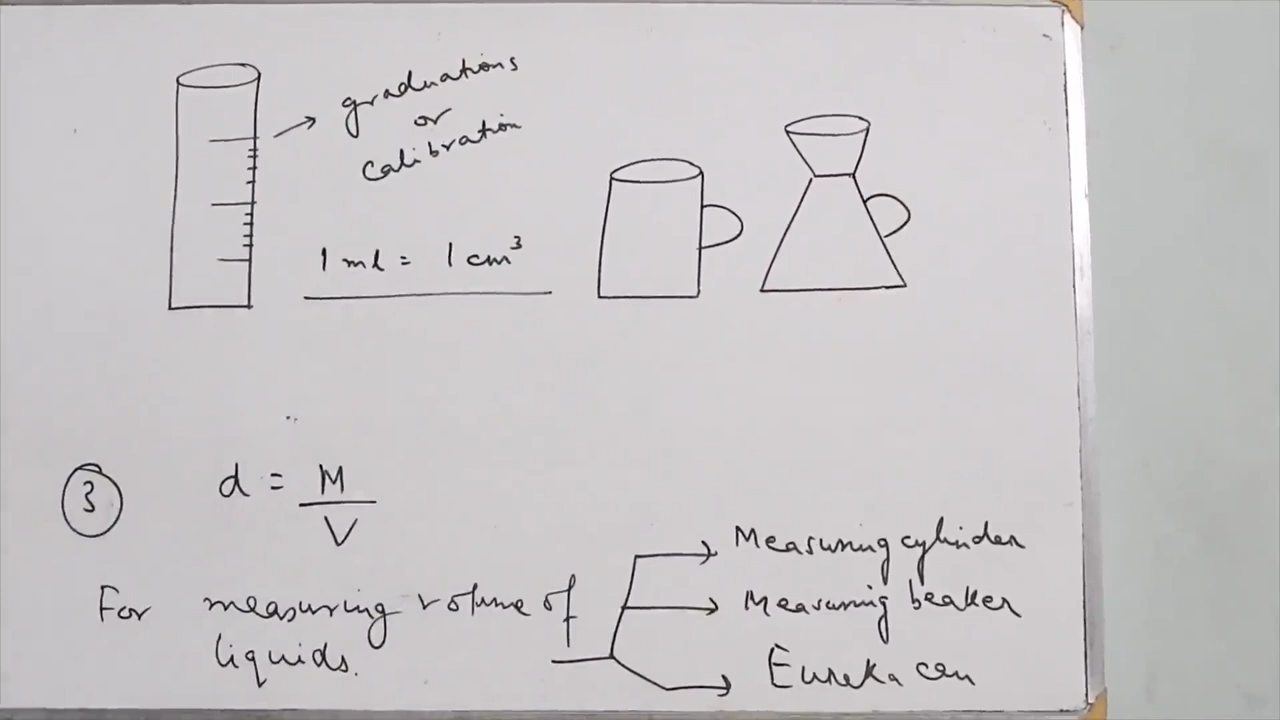 graduations
or
calibration
1 ml = 1 cm³
3
d = M
V
For measuring volume of
liquids.
Measuring cylinder
Measuring beaker
Eureka can